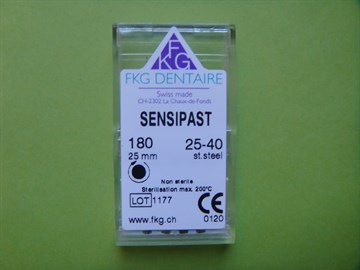 FKG
FKG DENTAIRE
Swiss made
CH-2302 La Chaux-de-Fonds
SENSIPAST
180 25-40
25 mm st.steel
Non sterile
Sterilisation max. 200°C
LOT 1177 CE
www.fkg.ch 0120